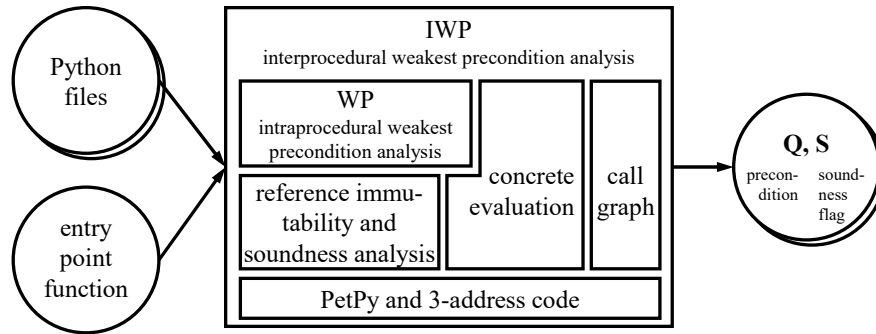 Python
files
entry
point
function
IWP
interprocedural weakest precondition analysis
WP
intraprocedural weakest
precondition analysis
reference immu-
tability and
soundness analysis
concrete
evaluation
call
graph
PetPy and 3-address code
Q, S
precon-
dition
sound-
ness
flag